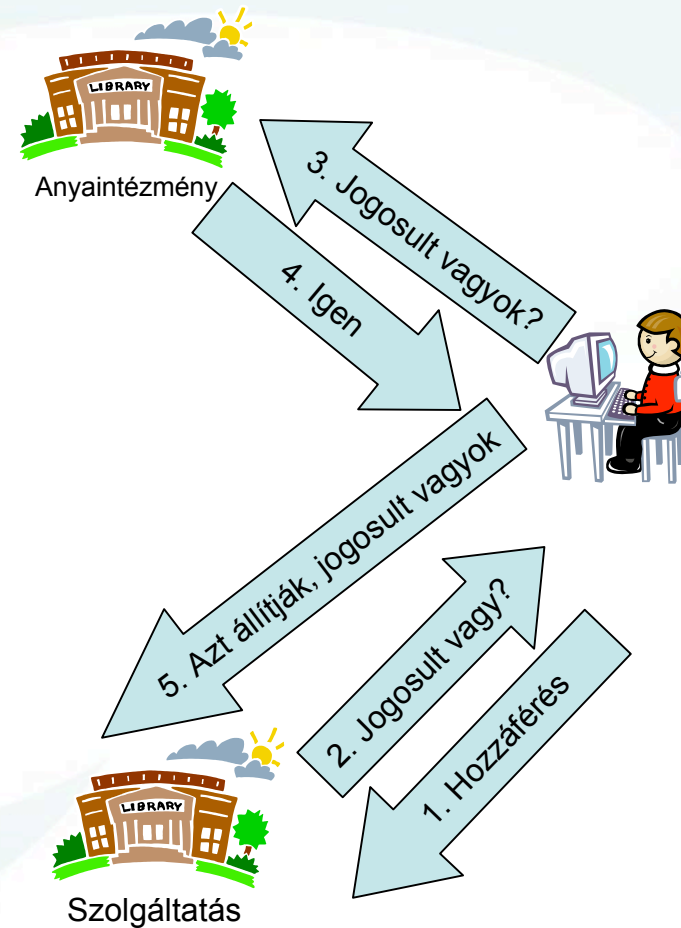 LIBRARY
Anyaintézmény
3. Jogosult vagyok?
4. Igen
5. Azt állítják, jogosult vagyok
2. Jogosult vagy?
1. Hozzáférés
LIBRARY
Szolgáltatás